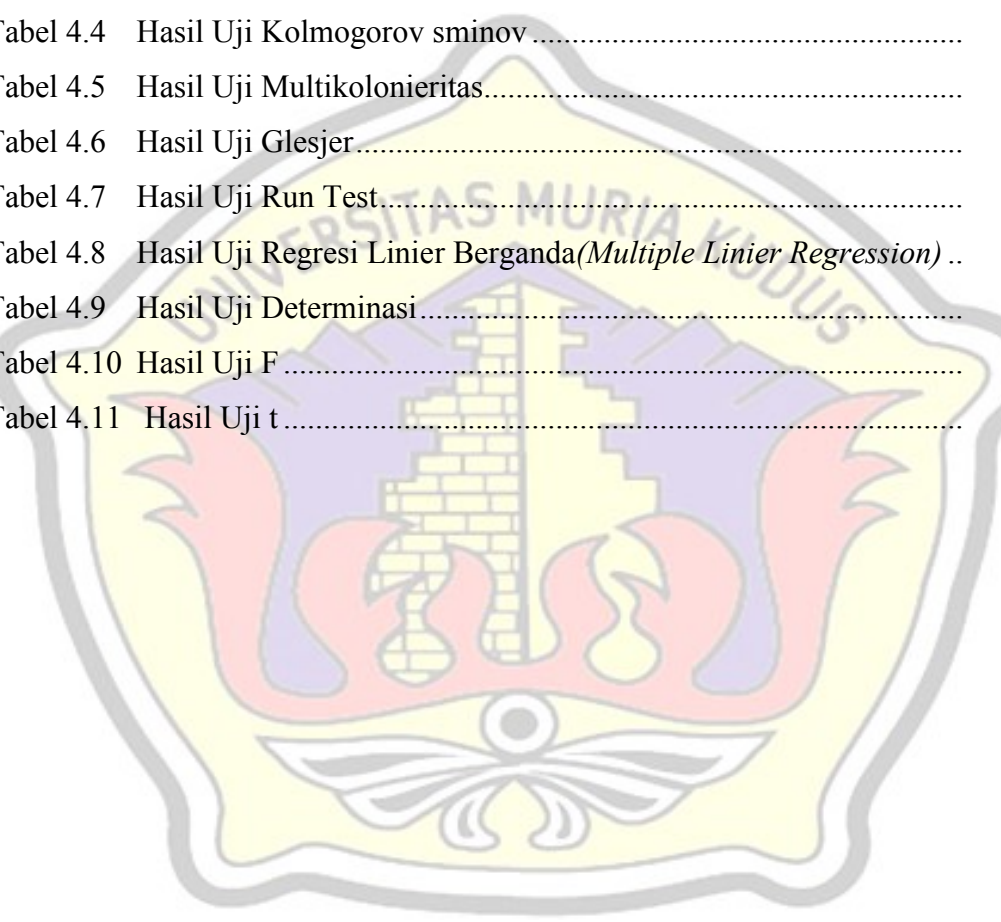 Tabel 4.4 Hasil Uji Kolmogorov sminov ......................................................
Tabel 4.5 Hasil Uji Multikolonieritas............................................................
Tabel 4.6 Hasil Uji Glesjer............................................................................
Tabel 4.7 Hasil Uji Run Test.........................................................................
Tabel 4.8 Hasil Uji Regresi Linier Berganda(Multiple Linier Regression) ..
Tabel 4.9 Hasil Uji Determinasi....................................................................
Tabel 4.10 Hasil Uji F .....................................................................................
Tabel 4.11 Hasil Uji t .....................................................................................
UNIVERSITAS MURIA KUDUS